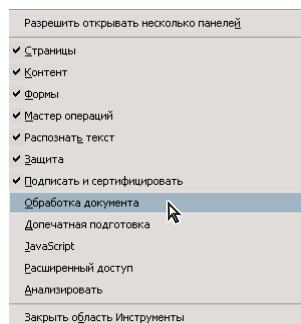 Разрешить открывать несколько панелей
Страницы
Контент
Формы
Мастер операций
Распознать текст
Защита
Подписать и сертифицировать
Обработка документа
Допечатная подготовка
JavaScript
Расширенный доступ
Анализировать
Закрыть область Инструменты